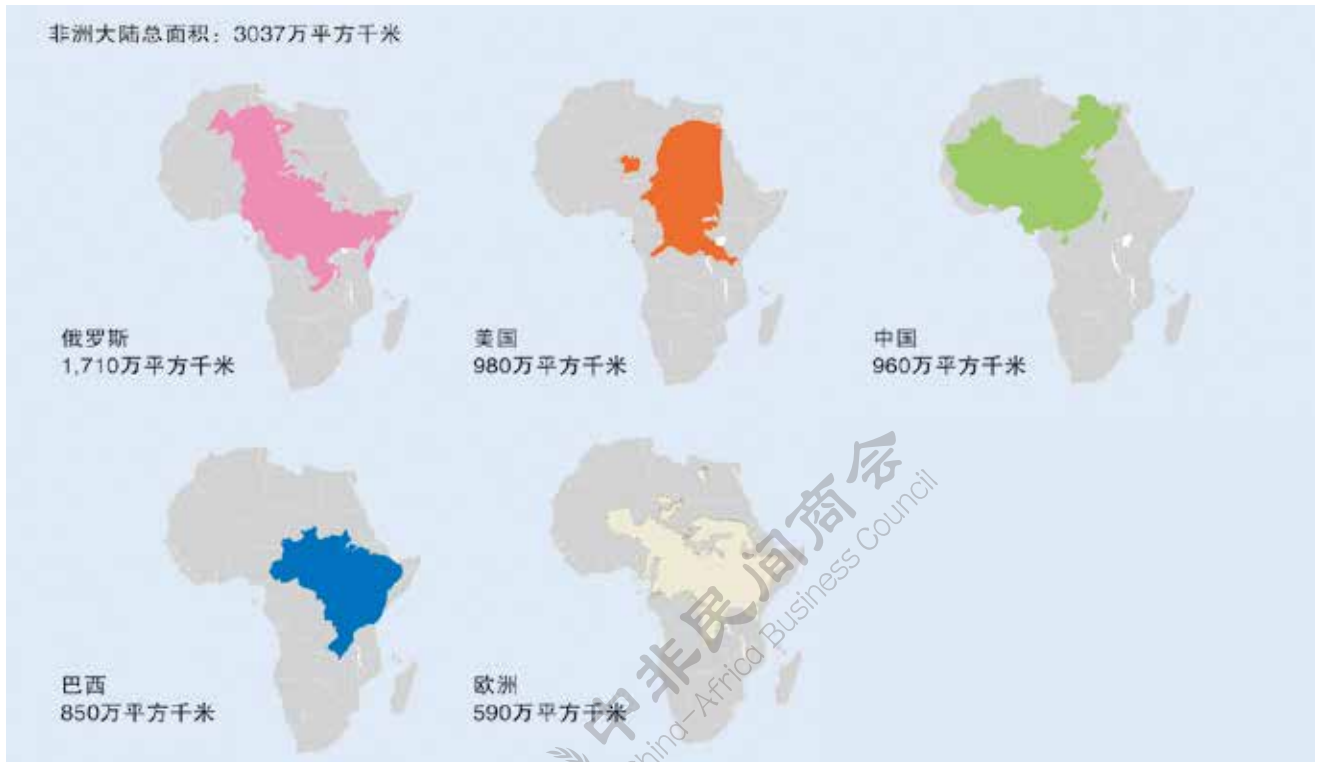 非洲大陆总面积：3037万平方千米
俄罗斯
1,710万平方千米
美国
980万平方千米
中国
960万平方千米
巴西
850万平方千米
欧洲
590万平方千米
中非民间商会
China-Africa Business Council